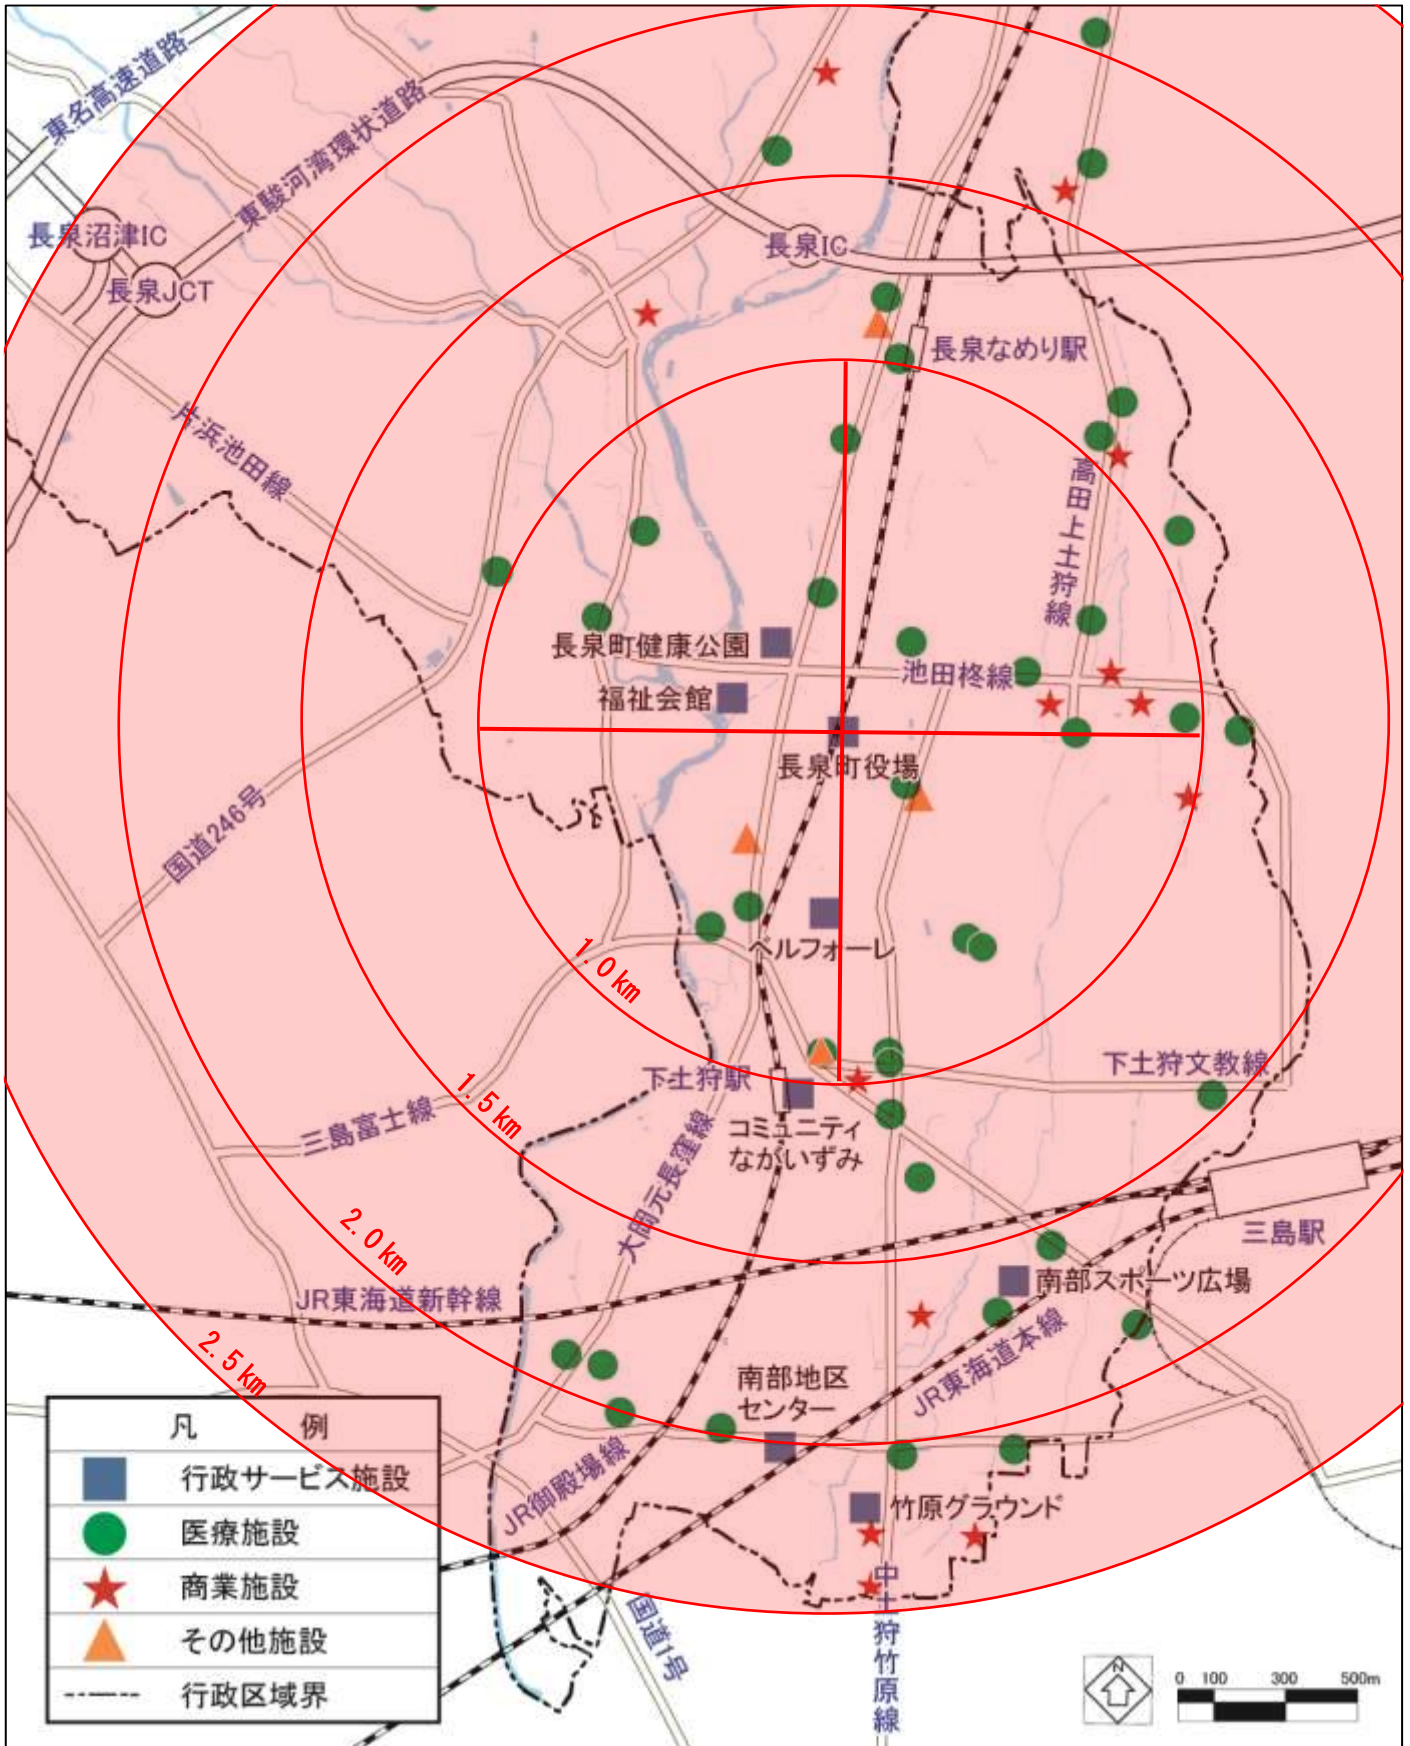 東名高速道路
東駿河湾環状道路
長泉沼津IC
長泉JCT
長泉IC
長泉なめり駅
片浜池田線
高田上土狩線
長泉町健康公園
池田柊線
福祉会館
長泉町役場
国道246号
ベルフォーレ
1.0㎞
下土狩駅
下土狩文教線
1.5㎞
三島富士線
コミュニティ
ながいずみ
大岡元長窪線
2.0㎞
三島駅
南部スポーツ広場
JR東海道新幹線
JR東海道本線
2.5㎞
南部地区
センター
JR御殿場線
竹原グラウンド
中土狩竹原線
国道1号
凡　例
行政サービス施設
医療施設
商業施設
その他施設
行政区域界
N
0 100 300 500m